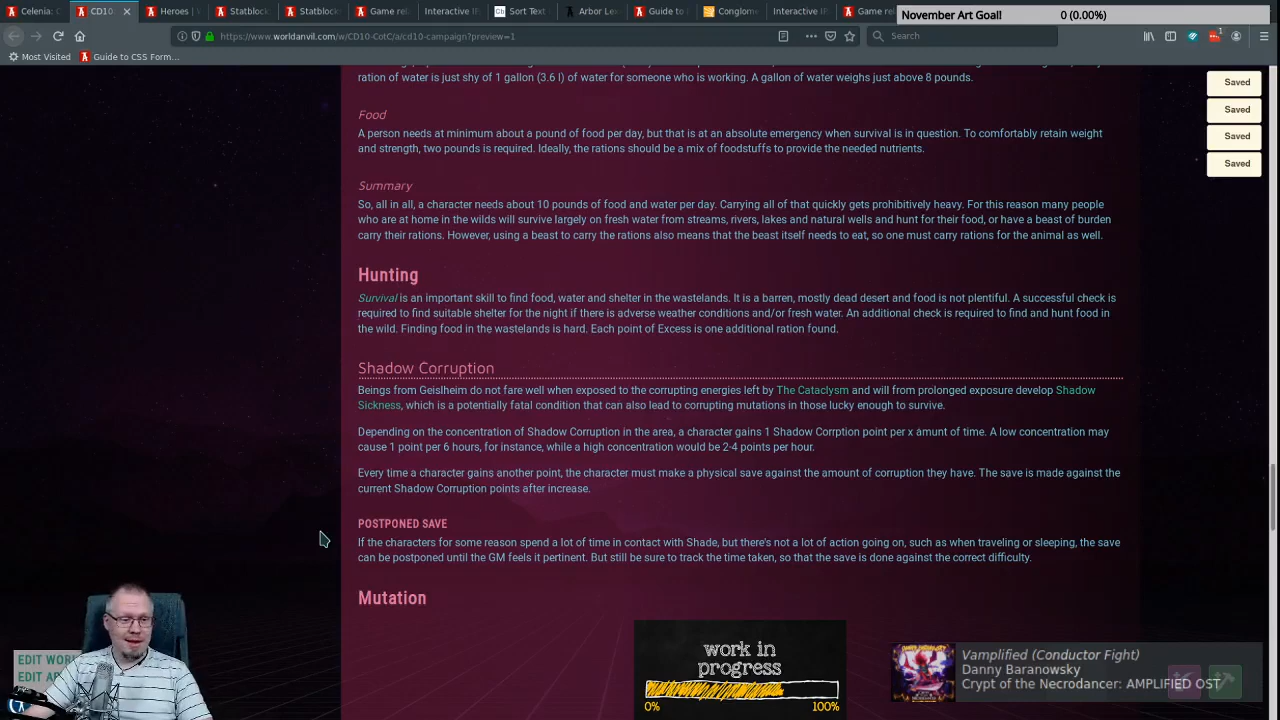 Celenia:
CD10
Heroes | W
Statblock
Statblock
Game re
Interactive I
Sort Text
Arbor Le
Guide to
Conglom
Interactive I
Game re
November Art Goal! 0 (0.00%)
https://www.worldanvil.com/w/CD10-CotC/a/cd10-campaign?preview=1
Search
Most Visited
Guide to CSS Form...
ration of water is just shy of 1 gallon (3.6 l) of water for someone who is working. A gallon of water weighs just above 8 pounds.
Saved
Saved
Saved
Saved
Food
A person needs at minimum about a pound of food per day, but that is at an absolute emergency when survival is in question. To comfortably retain weight
and strength, two pounds is required. Ideally, the rations should be a mix of foodstuffs to provide the needed nutrients.
Summary
So, all in all, a character needs about 10 pounds of food and water per day. Carrying all of that quickly gets prohibitively heavy. For this reason many people
who are at home in the wilds will survive largely on fresh water from streams, rivers, lakes and natural wells and hunt for their food, or have a beast of burden
carry their rations. However, using a beast to carry the rations also means that the beast itself needs to eat, so one must carry rations for the animal as well.
Hunting
Survival is an important skill to find food, water and shelter in the wastelands. It is a barren, mostly dead desert and food is not plentiful. A successful check is
required to find suitable shelter for the night if there is adverse weather conditions and/or fresh water. An additional check is required to find and hunt food in
the wild. Finding food in the wastelands is hard. Each point of Excess is one additional ration found.
Shadow Corruption
Beings from Geislheim do not fare well when exposed to the corrupting energies left by The Cataclysm and will from prolonged exposure develop Shadow
Sickness, which is a potentially fatal condition that can also lead to corrupting mutations in those lucky enough to survive.
Depending on the concentration of Shadow Corruption in the area, a character gains 1 Shadow Corrption point per x amunt of time. A low concentration may
cause 1 point per 6 hours, for instance, while a high concentration would be 2-4 points per hour.
Every time a character gains another point, the character must make a physical save against the amount of corruption they have. The save is made against the
current Shadow Corruption points after increase.
POSTPONED SAVE
If the characters for some reason spend a lot of time in contact with Shade, but there's not a lot of action going on, such as when traveling or sleeping, the save
can be postponed until the GM feels it pertinent. But still be sure to track the time taken, so that the save is done against the correct difficulty.
Mutation
work in
progress
0% 100%
EDIT WOR
EDIT AR
Vamplified (Conductor Fight)
Danny Baranowsky
Crypt of the Necrodancer: AMPLIFIED OST